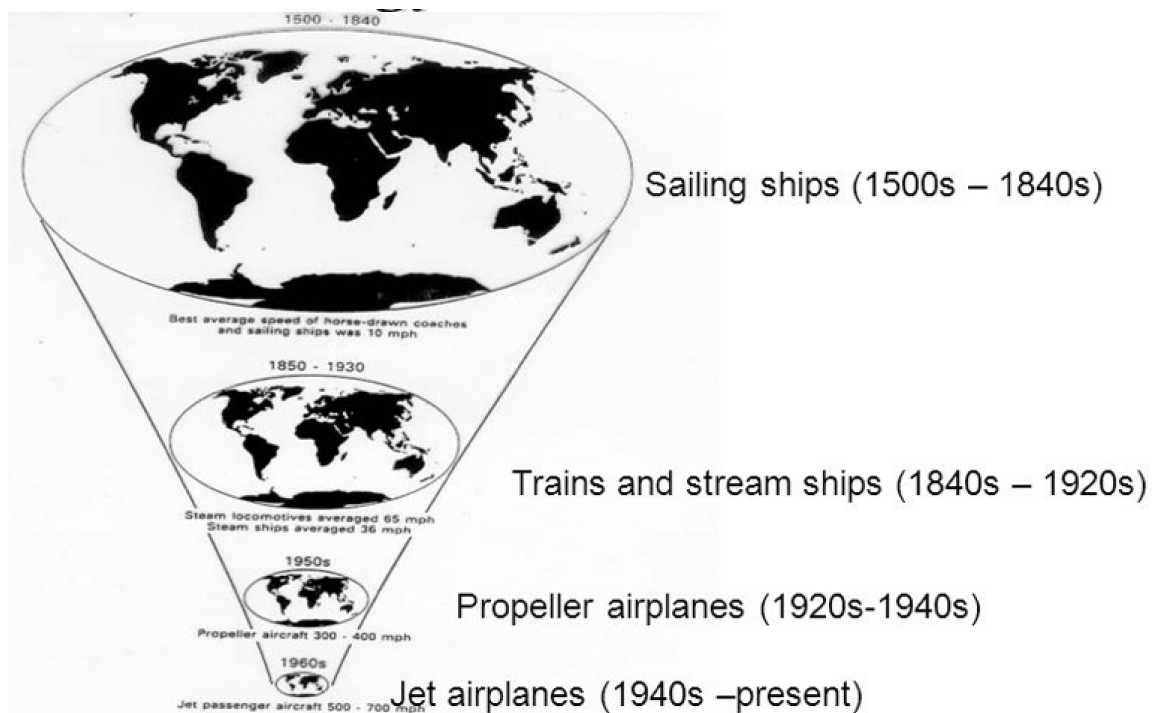 1500 - 1840
Sailing ships (1500s – 1840s)
Best average speed of horse-drawn coaches
and sailing ships was 10 mph
1850 - 1930
Trains and stream ships (1840s – 1920s)
Steam locomotives averaged 65 mph
Steam ships averaged 36 mph
1950s
Propeller airplanes (1920s-1940s)
Propeller aircraft 300 - 400 mph
1960s
Jet airplanes (1940s –present)
Jet passenger aircraft 500 - 700 mph